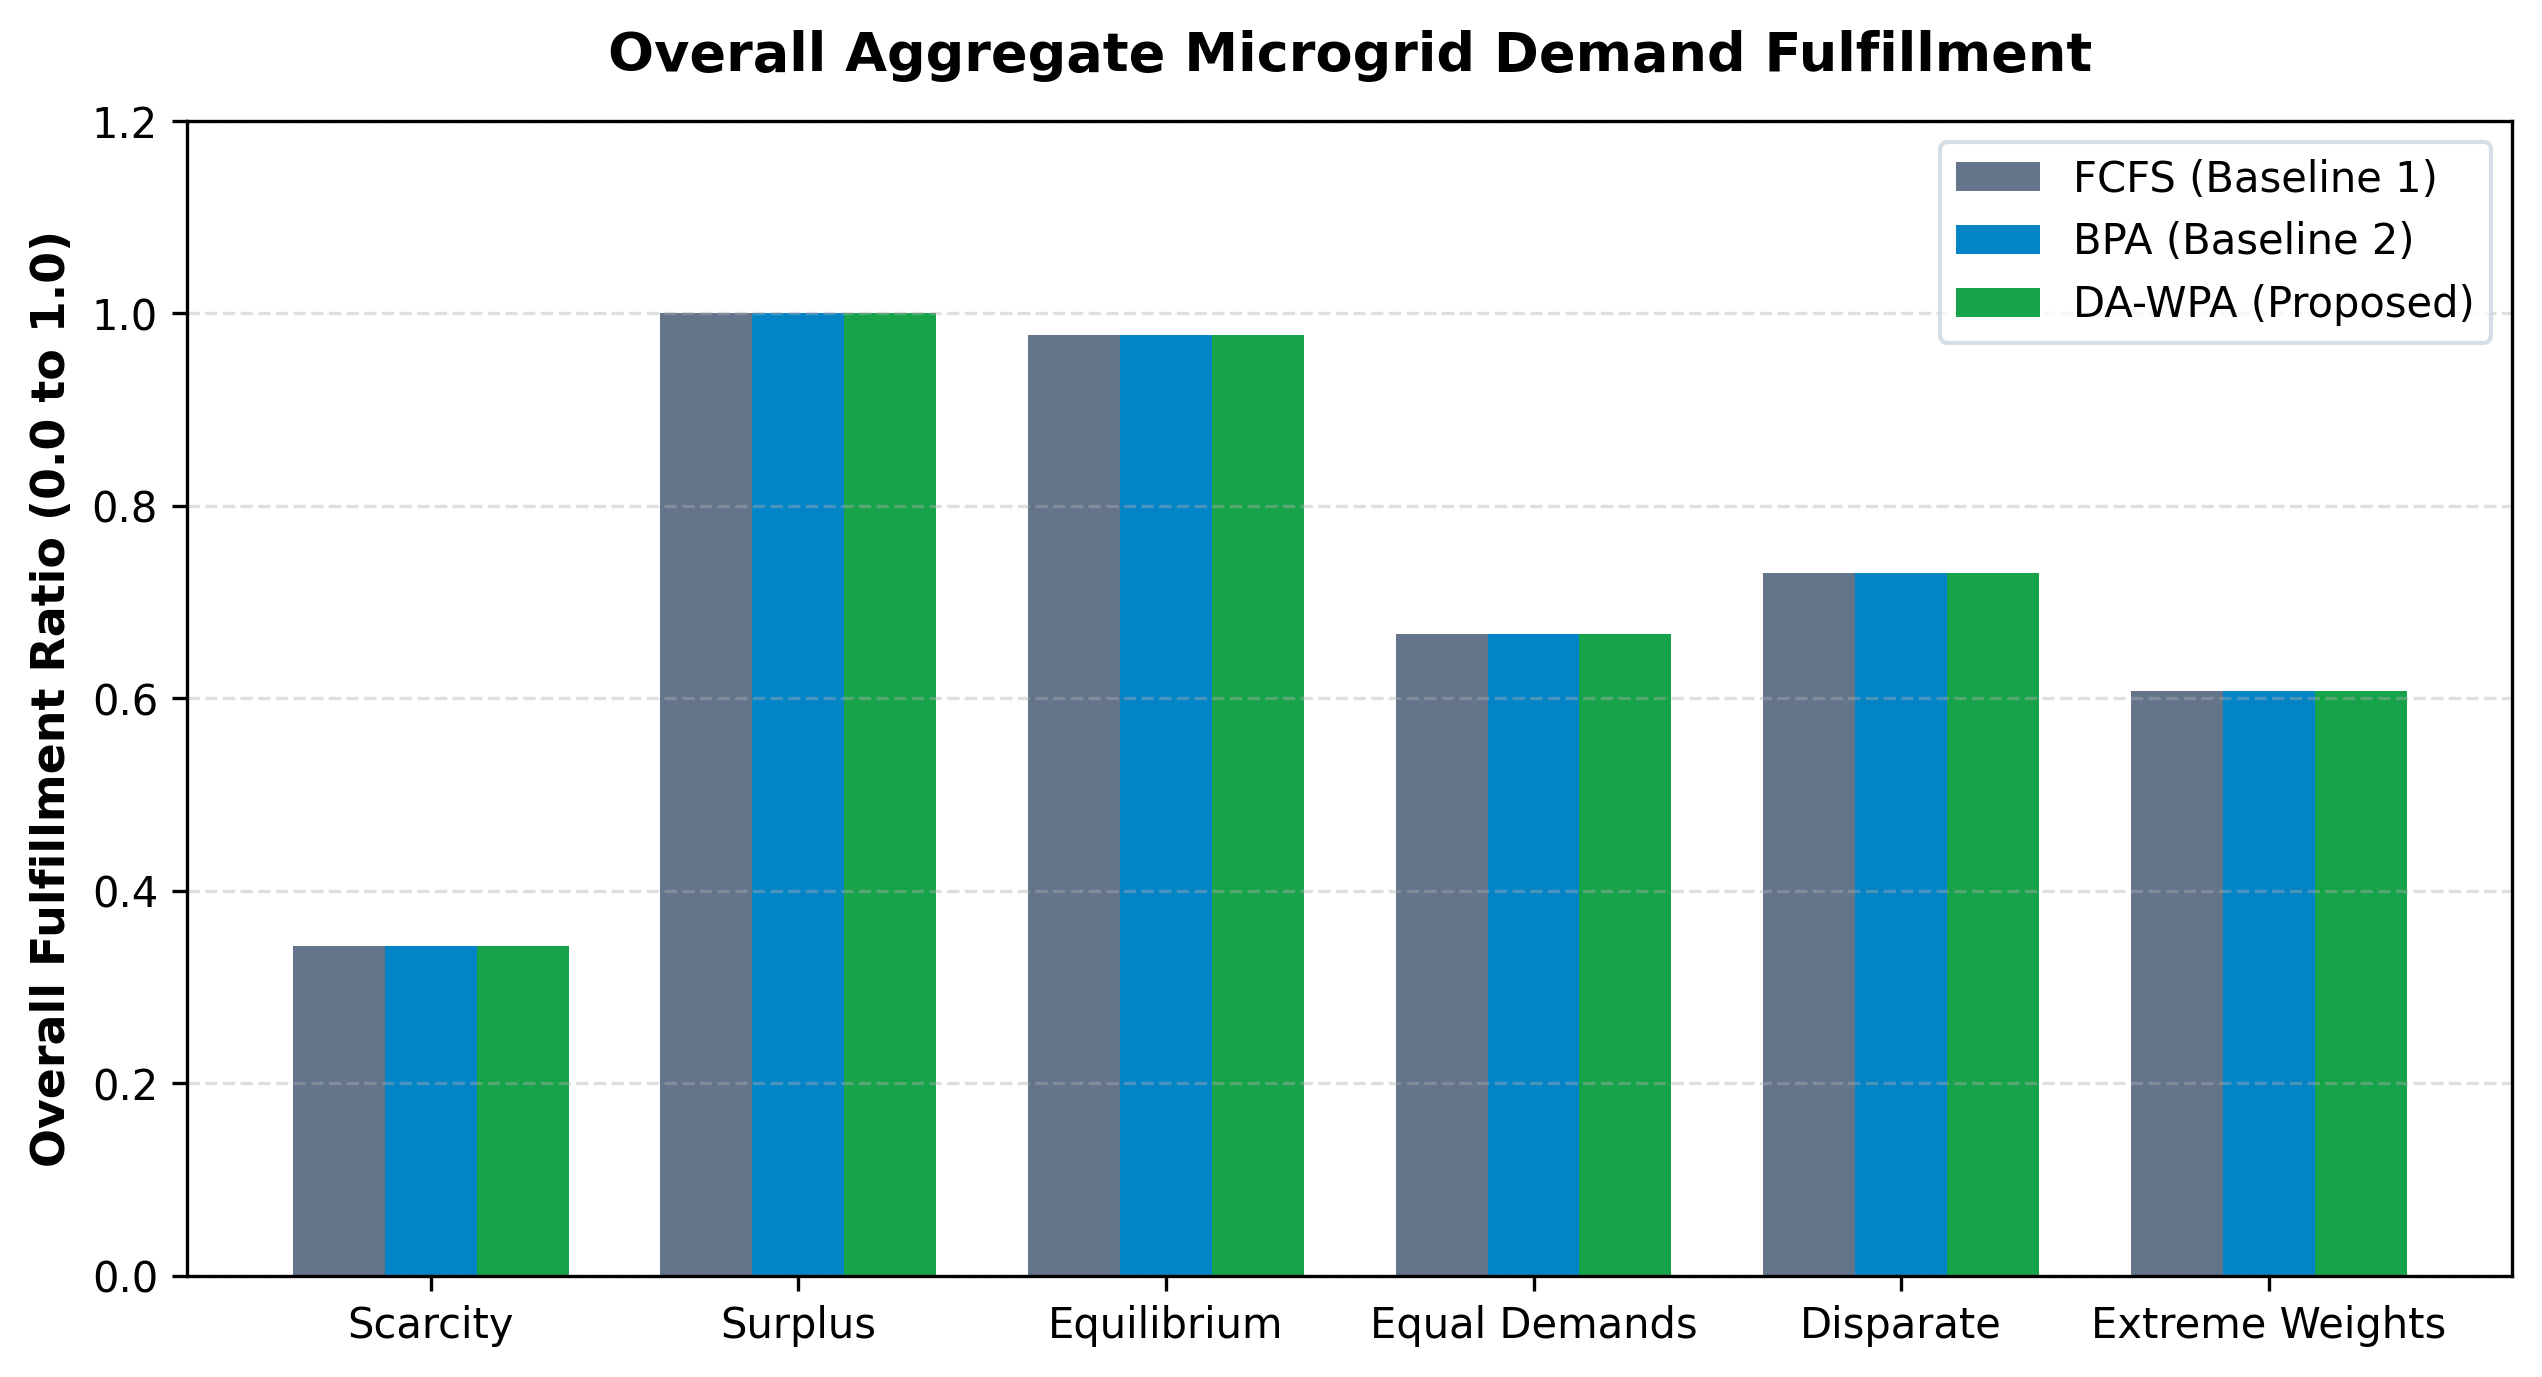 Overall Aggregate Microgrid Demand Fulfillment
Overall Fulfillment Ratio (0.0 to 1.0)
1.2
1.0
0.8
0.6
0.4
0.2
0.0
FCFS (Baseline 1)
BPA (Baseline 2)
DA-WPA (Proposed)
Scarcity
Surplus
Equilibrium
Equal Demands
Disparate
Extreme Weights